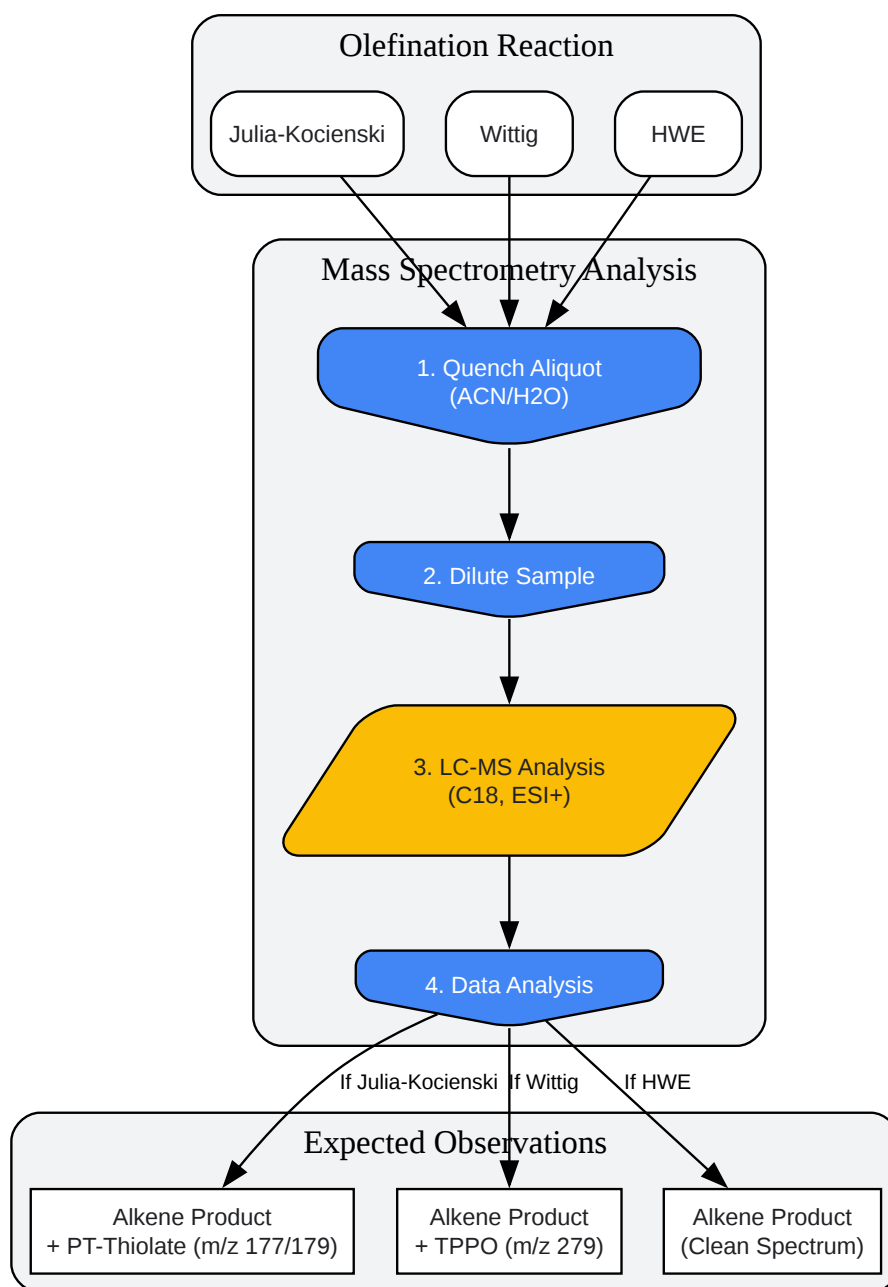 Olefination Reaction
Julia-Kocienski
Wittig
HWE
Mass Spectrometry Analysis
1. Quench Aliquot
(ACN/H2O)
2. Dilute Sample
3. LC-MS Analysis
(C18, ESI+)
4. Data Analysis
If Julia-Kocienski
If Wittig
If HWE
Expected Observations
Alkene Product
+ PT-Thiolate (m/z 177/179)
Alkene Product
+ TPPO (m/z 279)
Alkene Product
(Clean Spectrum)